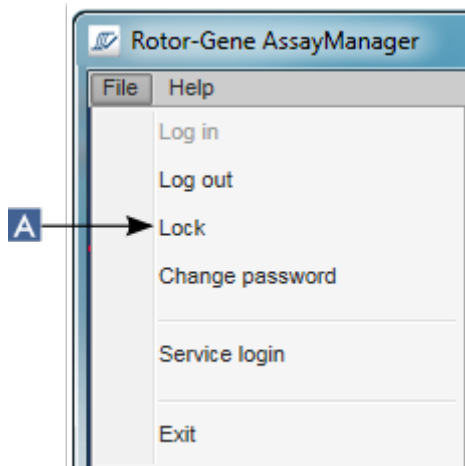 Rotor-Gene AssayManager
File Help
Log in
Log out
A Lock
Change password
Service login
Exit